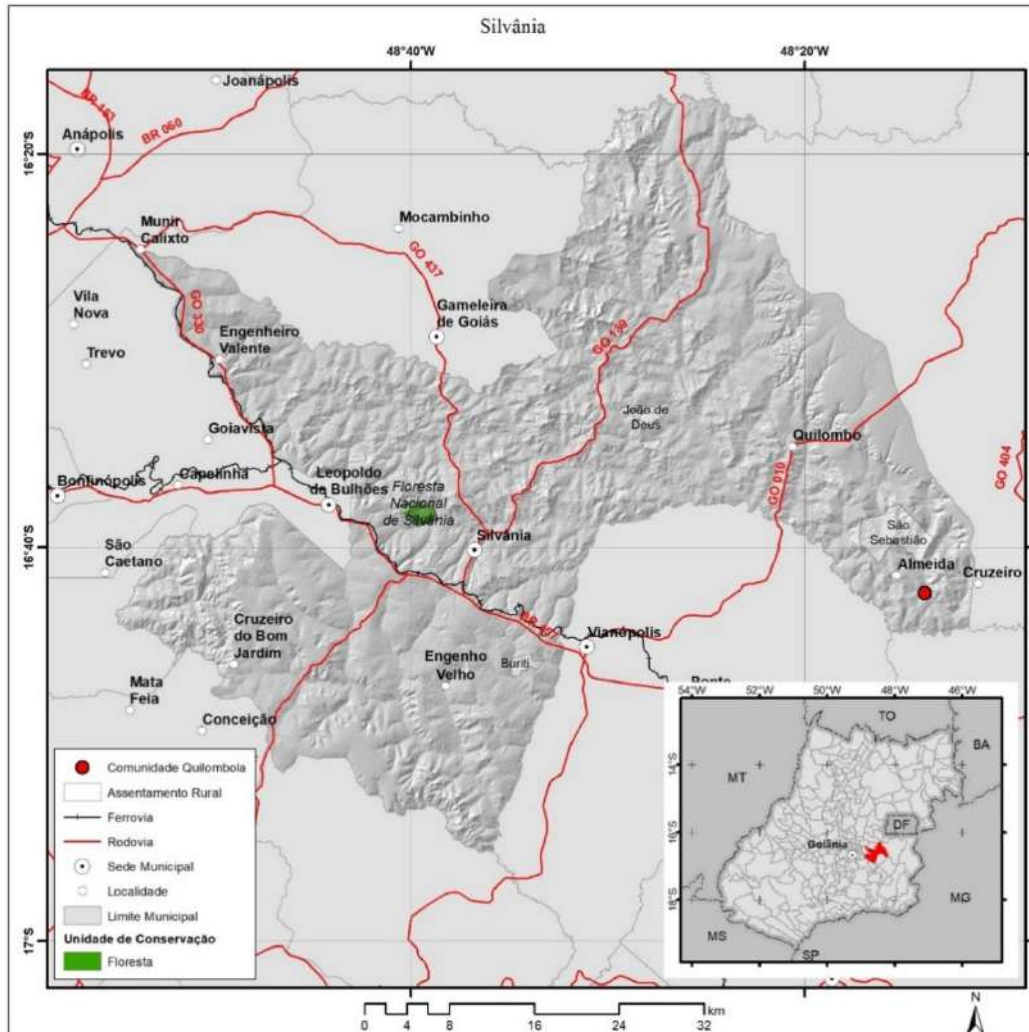 Silvânia
48°40'W
48°20'W
Joanápolis
BR 060
Anápolis
16°20'S
Munir
Calixto
Mocambinho
GO 437
Vila
Nova
GO 330
Gameleira
de Goiás
Trevo
Engenheiro
Valente
GO 139
João de
Deus
Goiavista
Quilombo
GO 404
Bonfinópolis
Capelinha
Leopoldo
de Bulhões
Floresta
Nacional
de Silvânia
GO 010
16°40'S
São
Caetano
Silvânia
São
Sebastião
Almeida
Cruzeiro
Cruzeiro
do Bom
Jardim
Vianópolis
Engenho
Velho
Buriti
Mata
Feia
Conceição
Comunidade Quilombola
Assentamento Rural
Ferrovia
Rodovia
Sede Municipal
Localidade
Limite Municipal
Unidade de Conservação
Floresta
17°S
54°W
52°W
50°W
48°W
46°W
TO
BA
14°S
MT
DF
16°S
Goiânia
18°S
MG
MS
SP
0
4
8
16
24
32
km
N